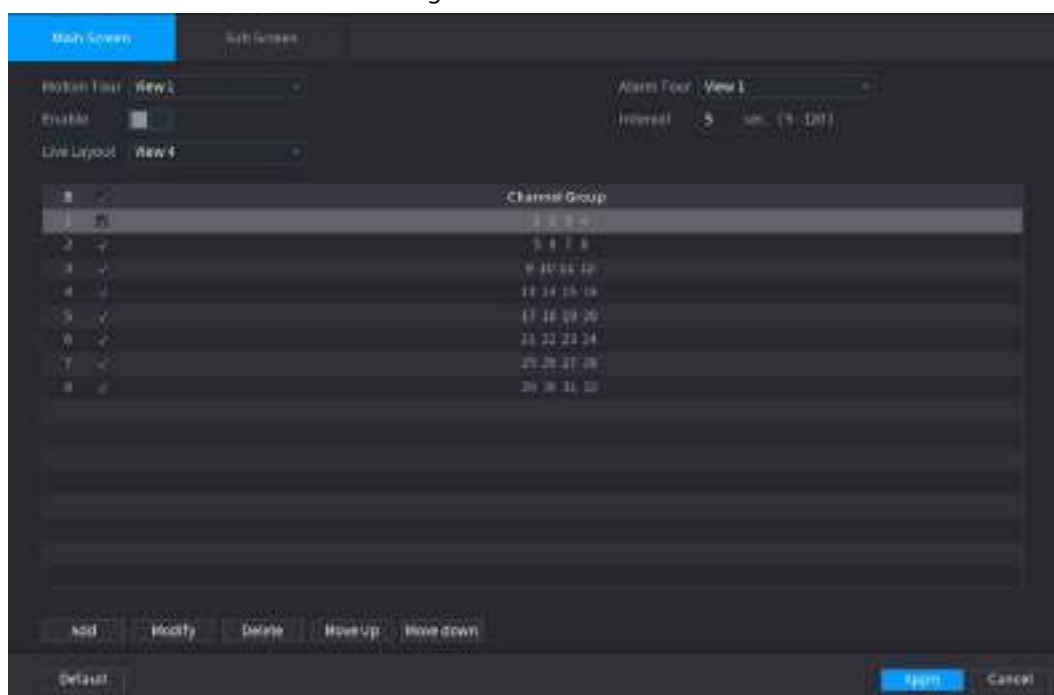 Main Screen Sub Screen
Motion Tour View 1 Alarm Tour View 1
Enable Interval 5 sec. (5-120)
Live Layout View 4
8 Channel Group
1 1 2 3 4
2 5 6 7 8
3 9 10 11 12
4 13 14 15 16
5 17 18 19 20
6 21 22 23 24
7 25 26 27 28
8 29 30 31 32
Add Modify Delete Move up Move down
Default Apply Cancel